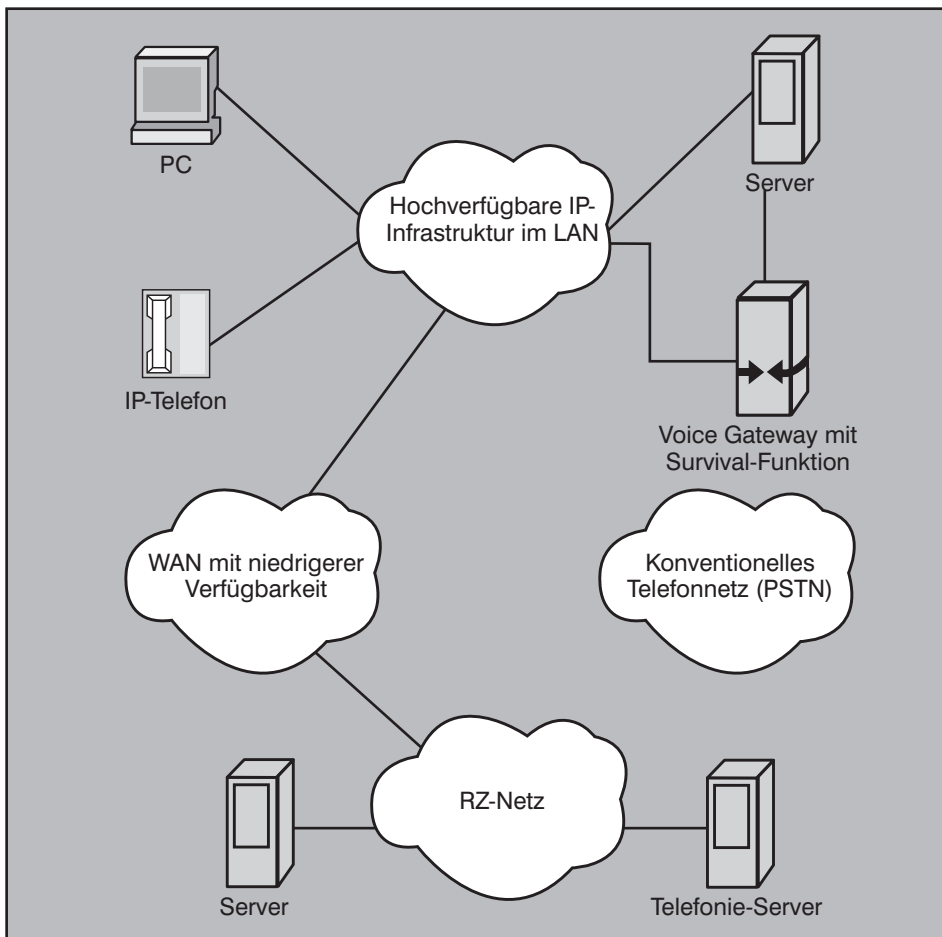 PC
Server
Hochverfügbare IP-
Infrastruktur im LAN
IP-Telefon
Voice Gateway mit
Survival-Funktion
WAN mit niedrigerer
Verfügbarkeit
Konventionelles
Telefonnetz (PSTN)
RZ-Netz
Server
Telefonie-Server